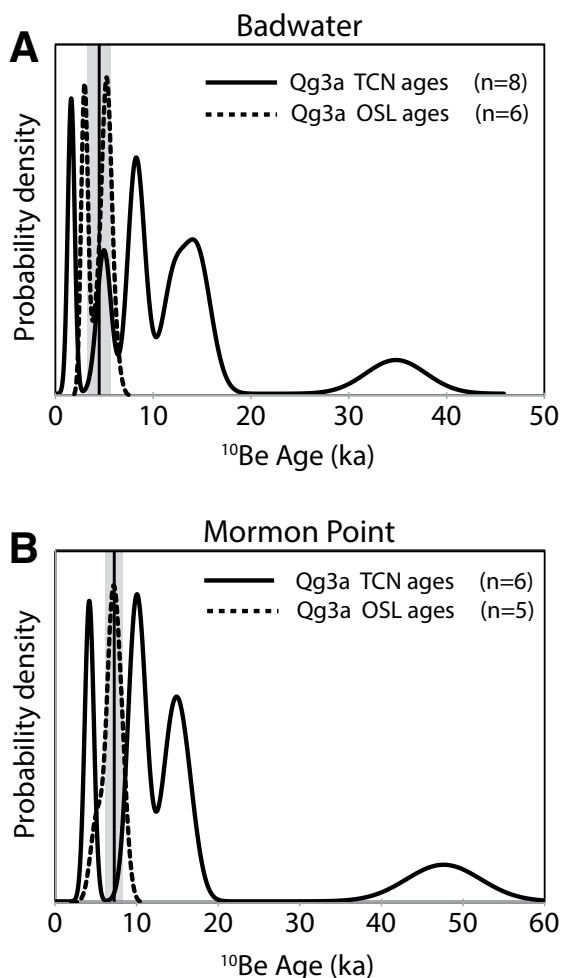 Badwater
A
Qg3a TCN ages (n=8)
Qg3a OSL ages (n=6)
Probability density
0 10 20 30 40 50
¹⁰Be Age (ka)
Mormon Point
B
Qg3a TCN ages (n=6)
Qg3a OSL ages (n=5)
Probability density
0 10 20 30 40 50 60
¹⁰Be Age (ka)